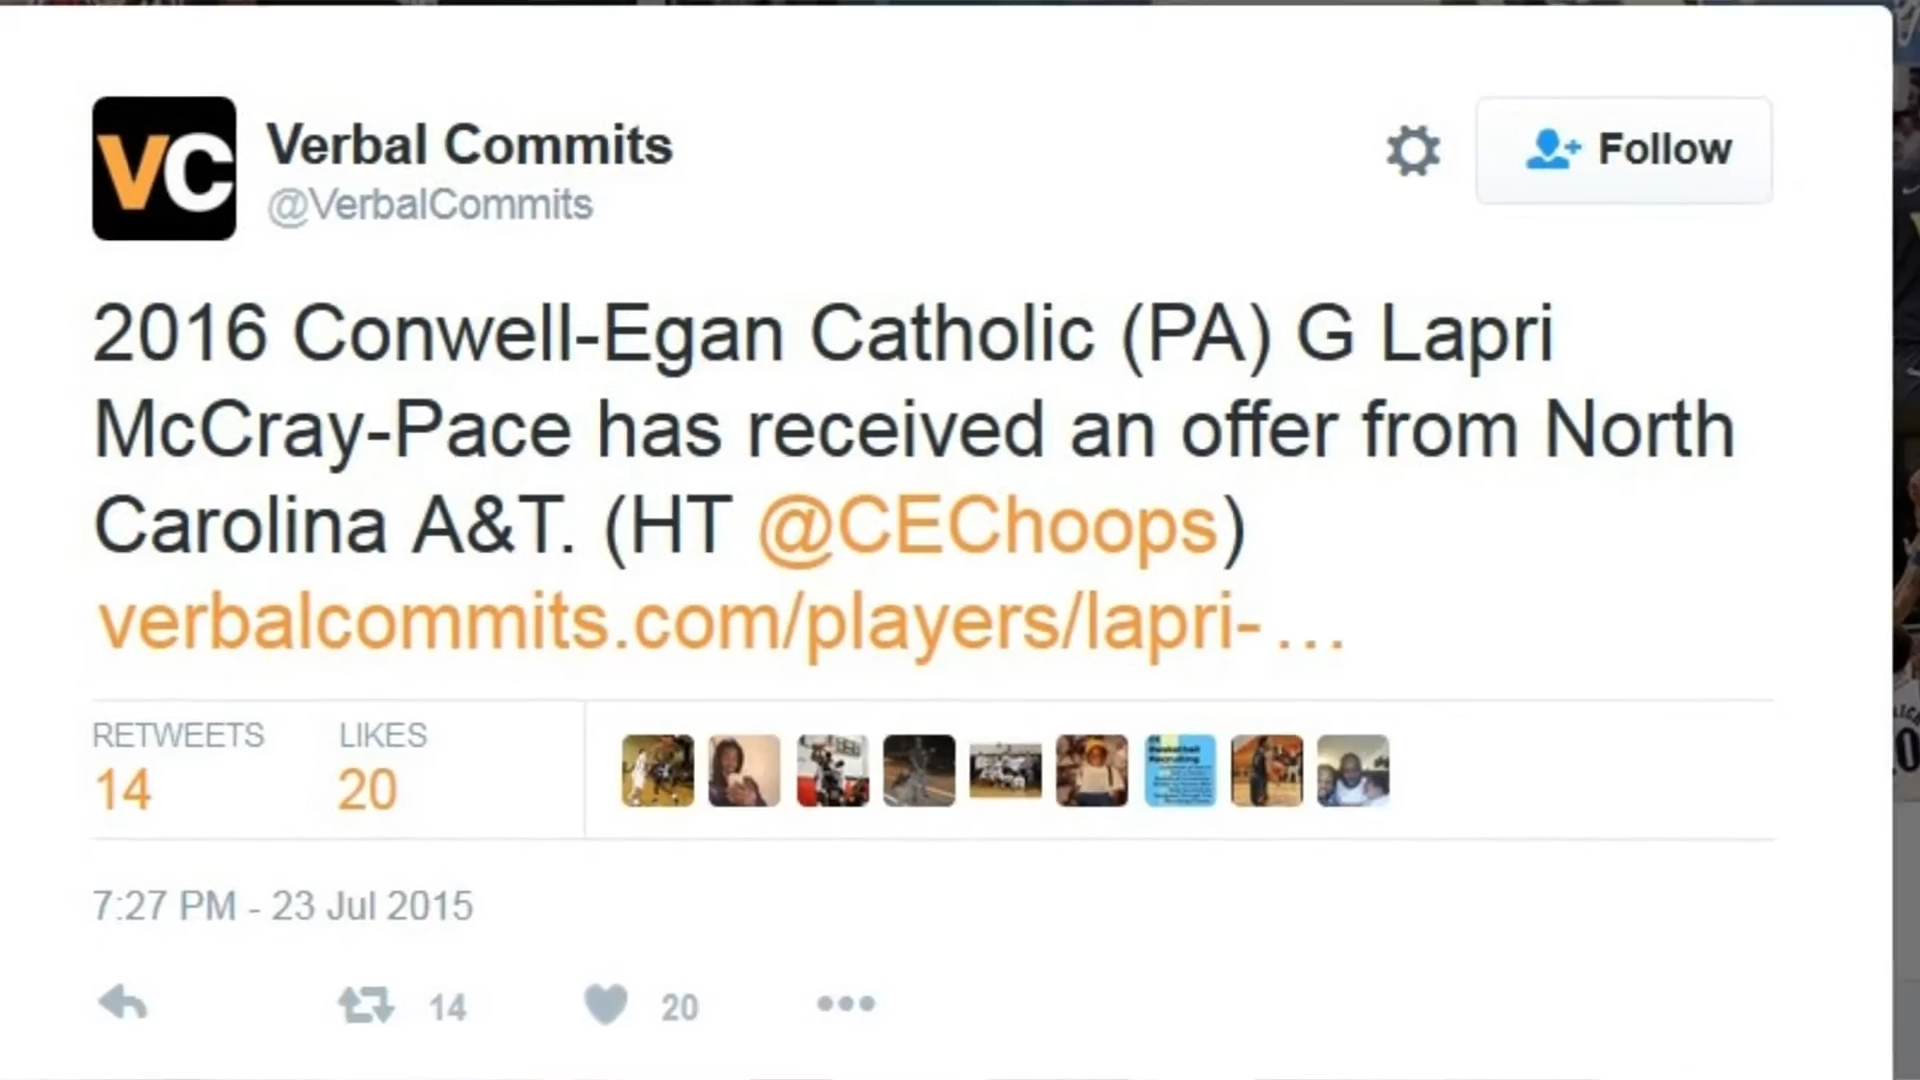 VC
Verbal Commits
@VerbalCommits
Follow
2016 Conwell-Egan Catholic (PA) G Lapri
McCray-Pace has received an offer from North
Carolina A&T. (HT @CEChoops)
verbalcommits.com/players/lapri-...
RETWEETS LIKES
14 20
7:27 PM - 23 Jul 2015
14 20